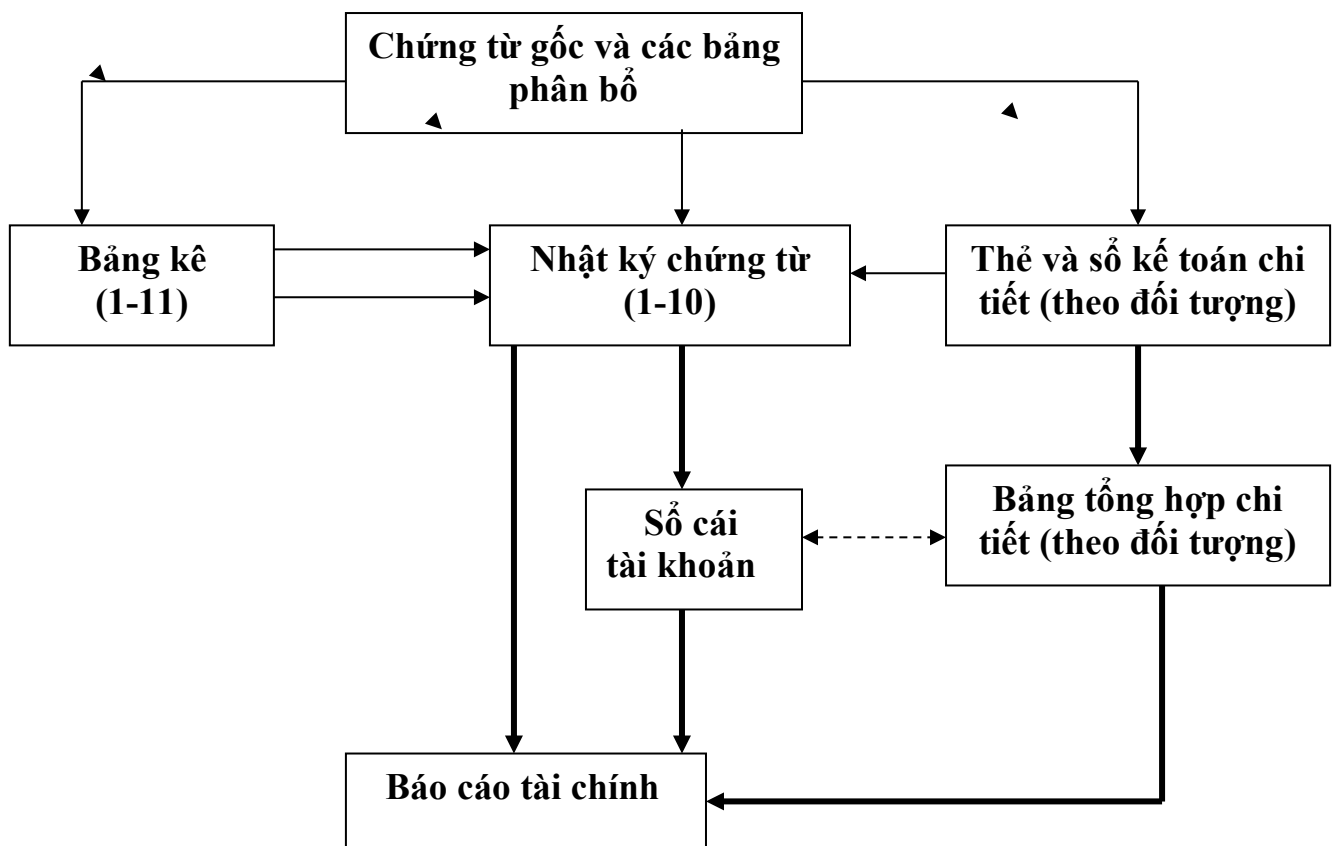 Chứng từ gốc và các bảng
phân bổ
Bảng kê
(1-11)
Nhật ký chứng từ
(1-10)
Thẻ và sổ kế toán chi
tiết (theo đối tượng)
Sổ cái
tài khoản
Bảng tổng hợp chi
tiết (theo đối tượng)
Báo cáo tài chính